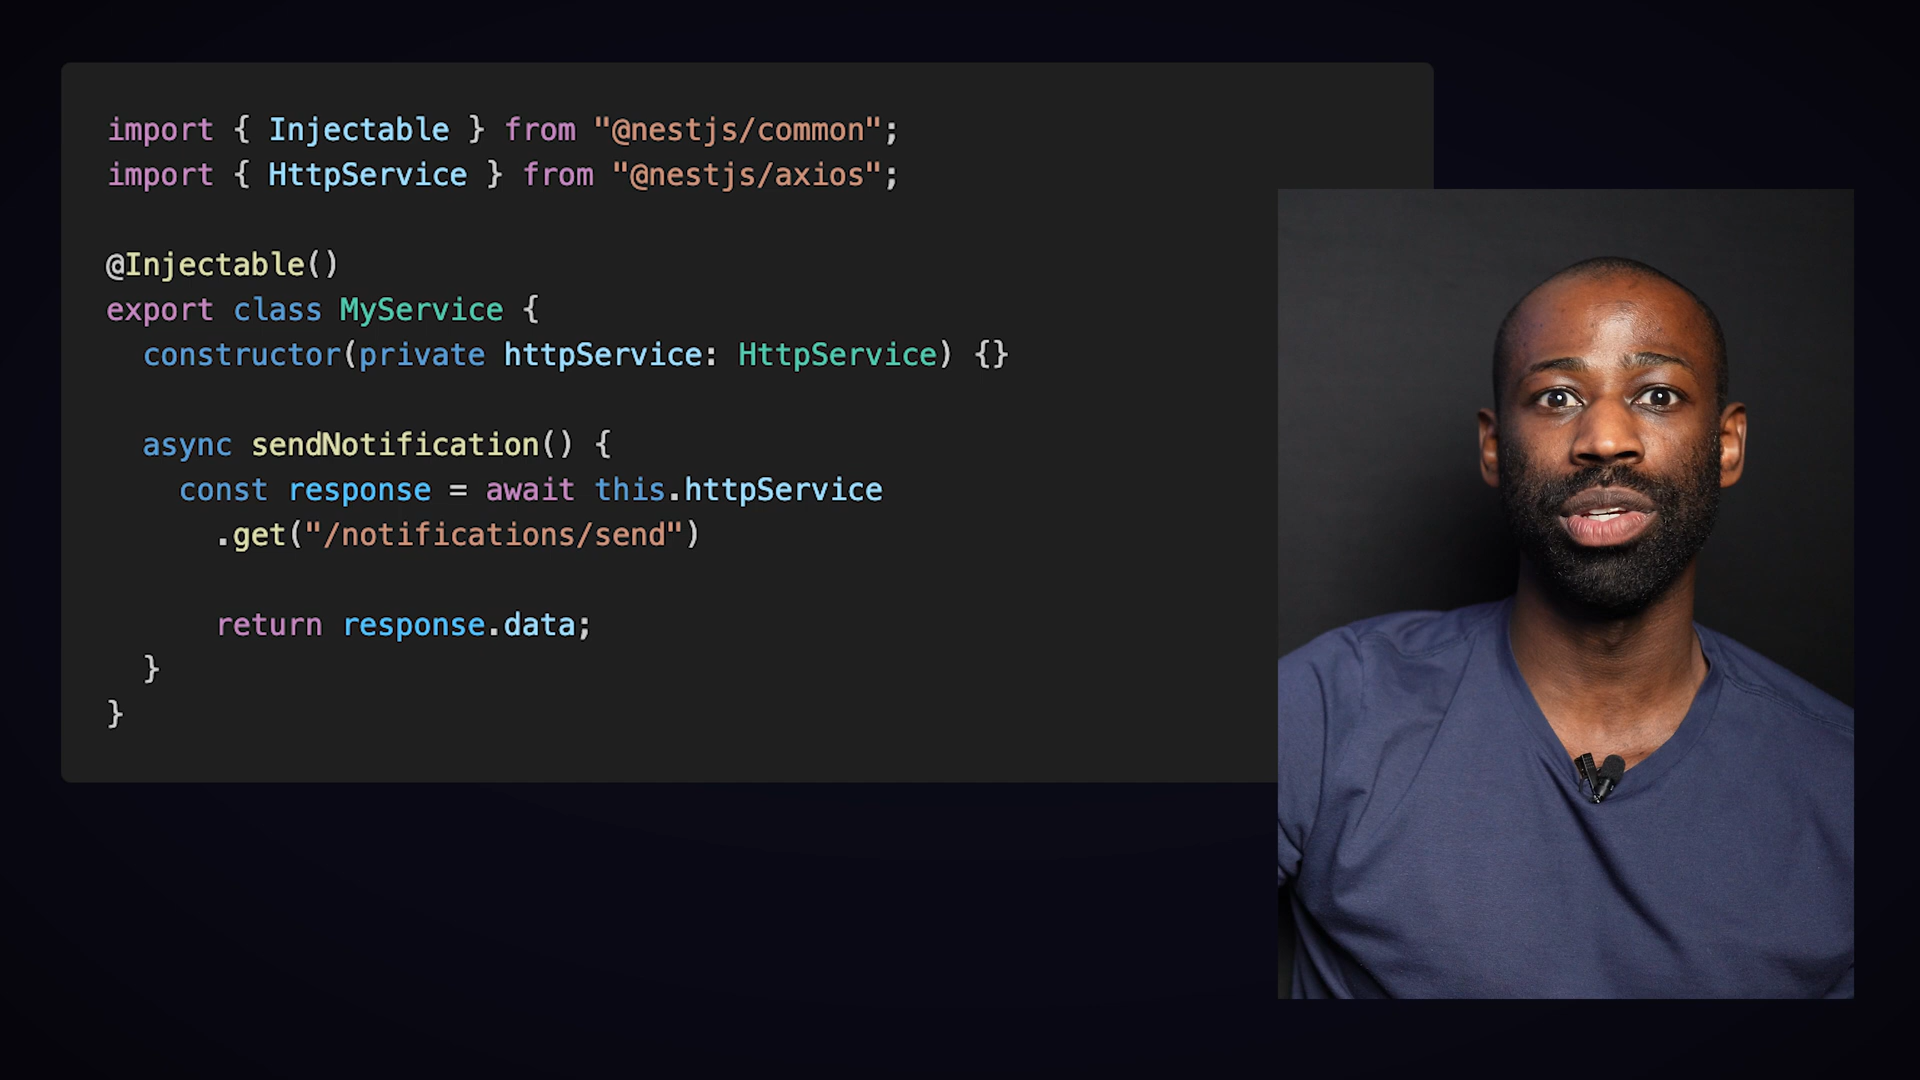 import { Injectable } from "@nestjs/common";
import { HttpService } from "@nestjs/axios";
@Injectable()
export class MyService {
constructor(private httpService: HttpService) {}
async sendNotification() {
const response = await this.httpService
.get("/notifications/send")
return response.data;
}
}